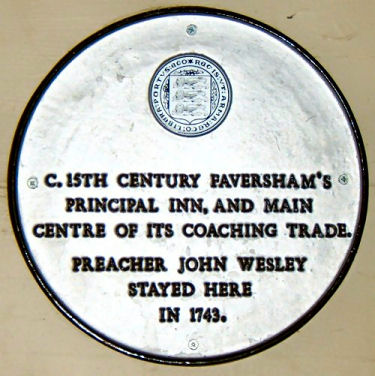 C. 15TH CENTURY FAVERSHAM'S
PRINCIPAL INN, AND MAIN
CENTRE OF ITS COACHING TRADE.
PREACHER JOHN WESLEY
STAYED HERE
IN 1743.